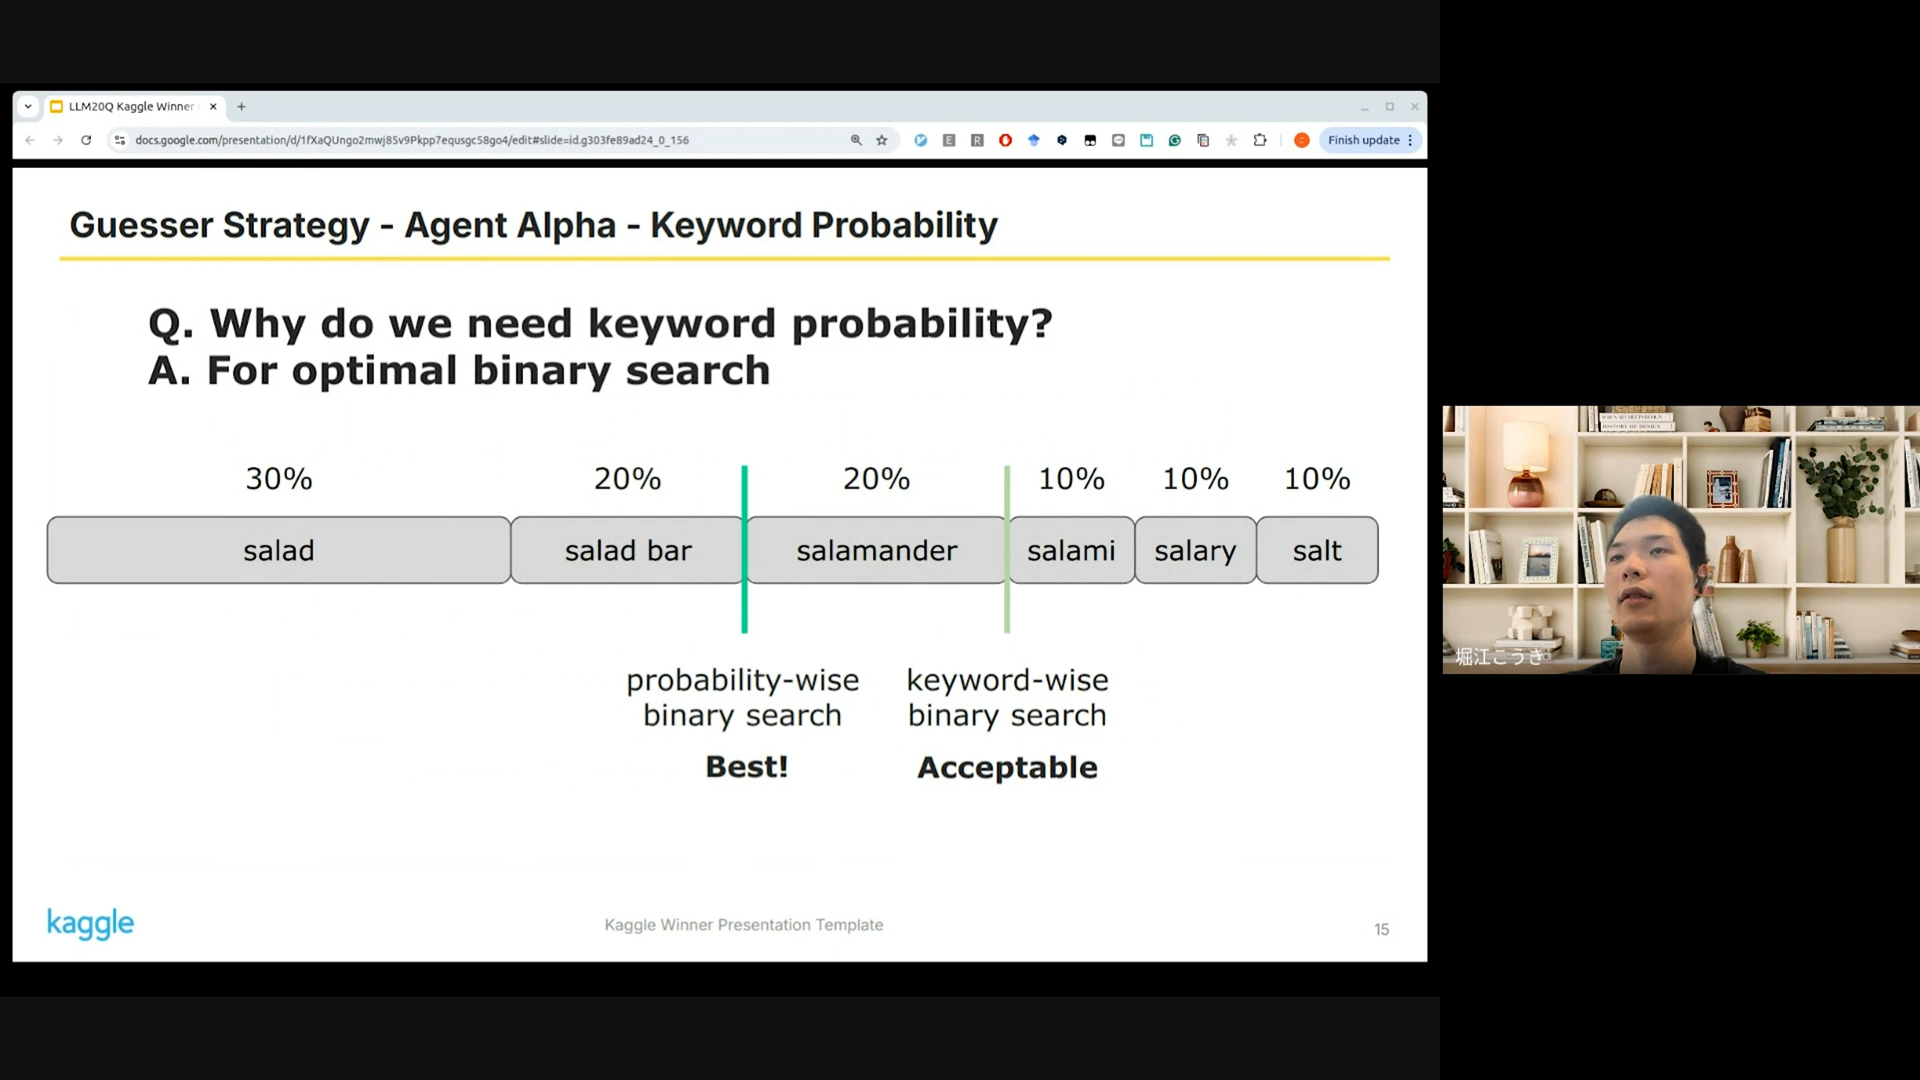 LLM20Q Kaggle Winner
docs.google.com/presentation/d/1fXaQUngo2mwj85v9Pkpp7equsgc58go4/edit#slide=id.g303fe89ad24_0_156
Finish update
Guesser Strategy - Agent Alpha - Keyword Probability
Q. Why do we need keyword probability?
A. For optimal binary search
30% 20% 20% 10% 10% 10%
salad salad bar salamander salami salary salt
probability-wise
binary search
Best!
keyword-wise
binary search
Acceptable
kaggle
Kaggle Winner Presentation Template
15
堀江こうき